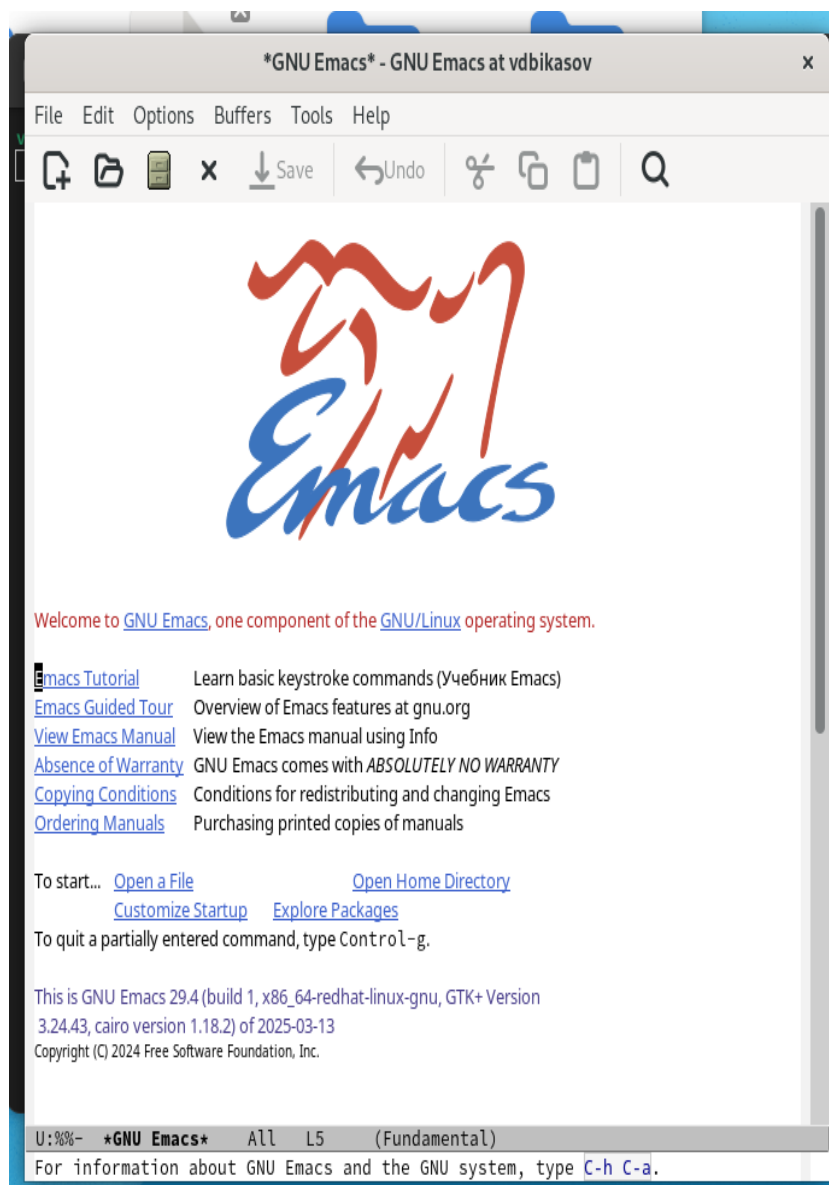 *GNU Emacs* - GNU Emacs at vdbikasov
File Edit Options Buffers Tools Help
Save Undo
Emacs
Welcome to GNU Emacs, one component of the GNU/Linux operating system.
Emacs Tutorial Learn basic keystroke commands (Учебник Emacs)
Emacs Guided Tour Overview of Emacs features at gnu.org
View Emacs Manual View the Emacs manual using Info
Absence of Warranty GNU Emacs comes with ABSOLUTELY NO WARRANTY
Copying Conditions Conditions for redistributing and changing Emacs
Ordering Manuals Purchasing printed copies of manuals
To start... Open a File Open Home Directory
Customize Startup Explore Packages
To quit a partially entered command, type Control-g.
This is GNU Emacs 29.4 (build 1, x86_64-redhat-linux-gnu, GTK+ Version
3.24.43, cairo version 1.18.2) of 2025-03-13
Copyright (C) 2024 Free Software Foundation, Inc.
U:%%- *GNU Emacs* All L5 (Fundamental)
For information about GNU Emacs and the GNU system, type C-h C-a.